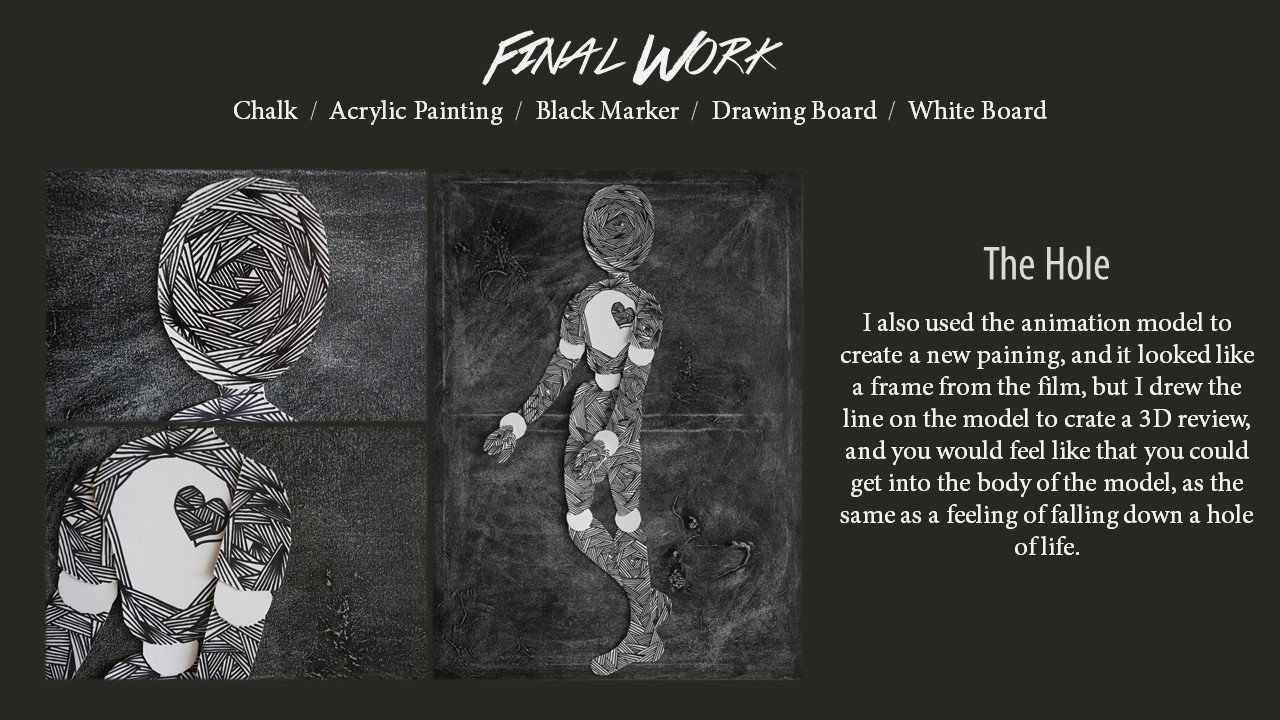 FINAL WORK
Chalk / Acrylic Painting / Black Marker / Drawing Board / White Board
The Hole
I also used the animation model to
create a new paining, and it looked like
a frame from the film, but I drew the
line on the model to crate a 3D review,
and you would feel like that you could
get into the body of the model, as the
same as a feeling of falling down a hole
of life.